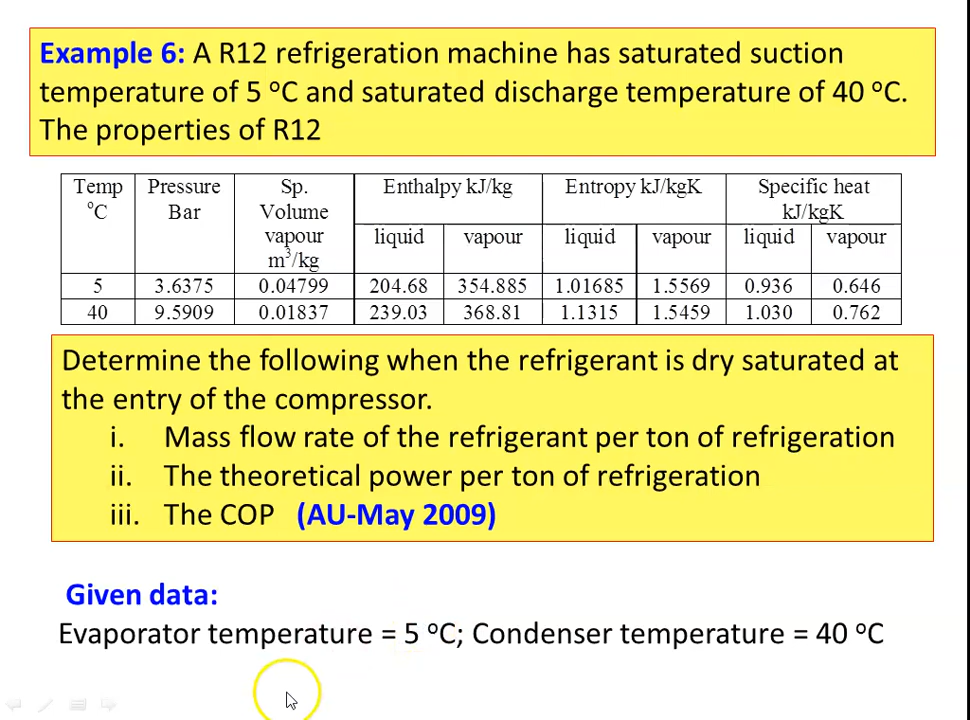 Example 6: A R12 refrigeration machine has saturated suction
temperature of 5 ºC and saturated discharge temperature of 40 ºC.
The properties of R12
Temp ºC Pressure Bar Sp. Volume vapour m³/kg Enthalpy kJ/kg Entropy kJ/kgK Specific heat kJ/kgK
liquid vapour liquid vapour liquid vapour
5 3.6375 0.04799 204.68 354.885 1.01685 1.5569 0.936 0.646
40 9.5909 0.01837 239.03 368.81 1.1315 1.5459 1.030 0.762
Determine the following when the refrigerant is dry saturated at
the entry of the compressor.
i. Mass flow rate of the refrigerant per ton of refrigeration
ii. The theoretical power per ton of refrigeration
iii. The COP (AU-May 2009)
Given data:
Evaporator temperature = 5 ºC; Condenser temperature = 40 ºC